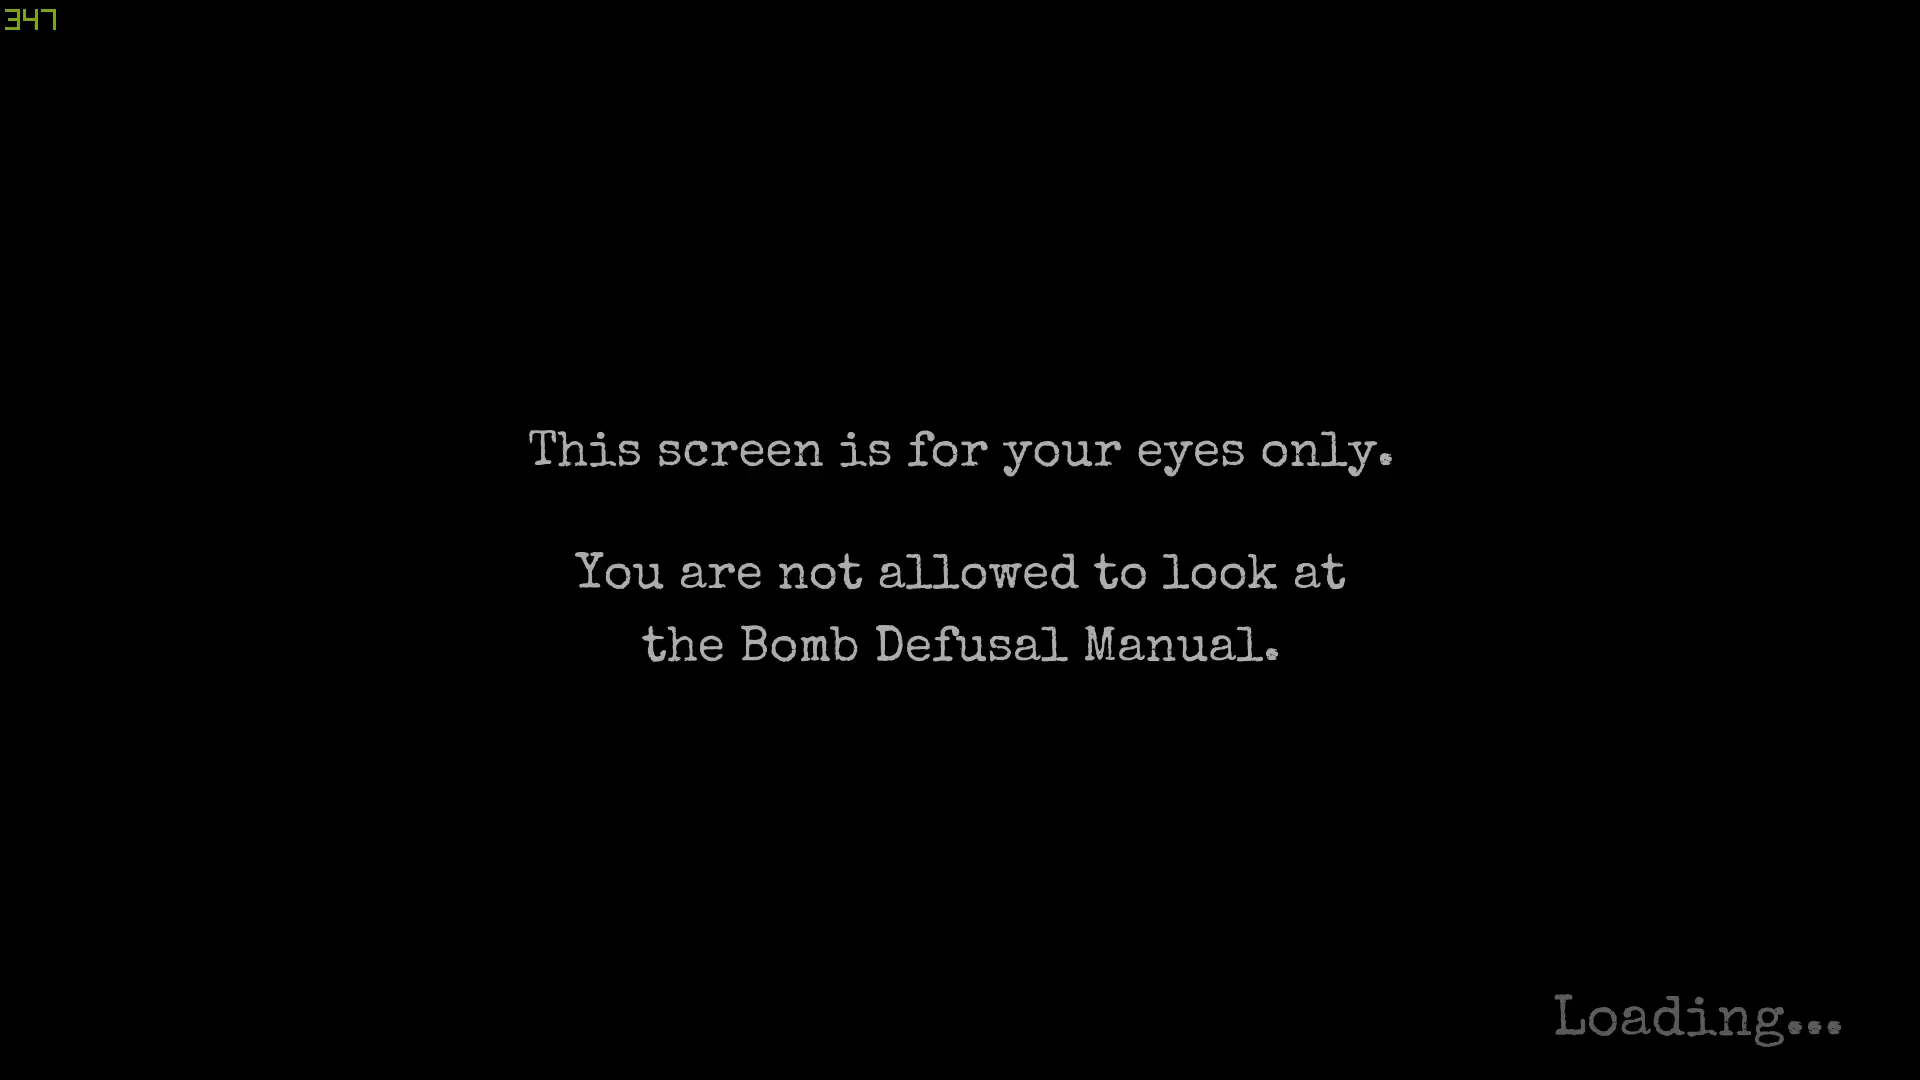 347
This screen is for your eyes only.
You are not allowed to look at
the Bomb Defusal Manual.
Loading...